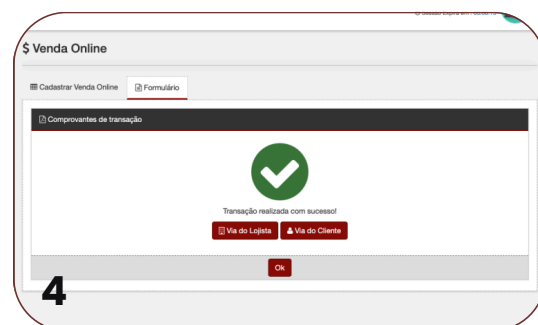 $ Venda Online
Cadastrar Venda Online Formulário
Comprovantes de transação
Transação realizada com sucesso!
Via do Lojista Via do Cliente
Ok
4